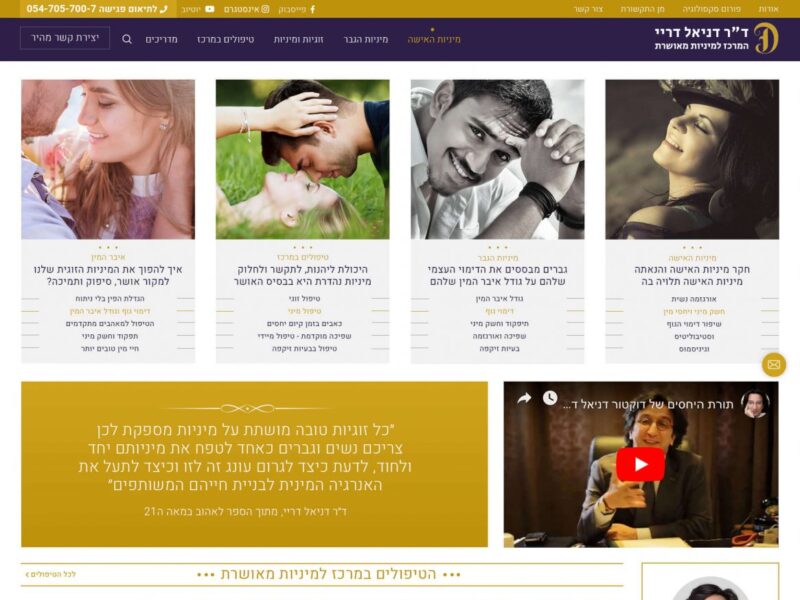 אודות
פורום סקסולוגיה
מן התקשורת
צור קשר
פייסבוק
אינסטגרם
יוטיוב
לתיאום פגישה 054-705-700-7
ד״ר דניאל דריי
המרכז למיניות מאושרת
מיניות האישה
מיניות הגבר
זוגיות ומיניות
טיפולים במרכז
מדריכים
יצירת קשר מהיר
מיניות האישה
חקר מיניות האישה והנאתה
מיניות האישה תלויה בה
אורגזמה נשית
חשק מיני ויחסי מין
שיפור דימוי הגוף
וסטיבוליטיס
וגיניסמוס
מיניות הגבר
גברים מבססים את הדימוי העצמי
שלהם על גודל איבר המין שלהם
גודל איבר המין
דימוי גוף
תיפקוד וחשק מיני
שפיכה ואורגזמה
בעיות זיקפה
טיפולים במרכז
היכולת ליהנות, לתקשר ולחלוק
מיניות נהדרת היא בבסיס האושר
טיפול זוגי
טיפול מיני
כאבים בזמן קיום יחסים
שפיכה מוקדמת - טיפול מיידי
טיפול בבעיות זיקפה
איבר המין
איך להפוך את המיניות הזוגית שלנו
למקור אושר, סיפוק ותמיכה?
הגדלת הפין בלי ניתוח
דימוי גוף וגודל איבר המין
הטיפול למאהבים מתקדמים
תפקוד וחשק מיני
חיי מין טובים יותר
תורת היחסים של דוקטור דניאל ד...
״כל זוגיות טובה מושתת על מיניות מספקת לכן
צריכם נשים וגברים כאחד לטפח את מיניותם יחד
ולחוד, לדעת כיצד לגרום עונג זה לזו וכיצד לתעל את
האנרגיה המינית לבניית חייהם המשותפים״
ד״ר דניאל דריי, מתוך הספר לאהוב במאה ה21
הטיפולים במרכז למיניות מאושרת
לכל הטיפולים